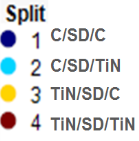 Split
1 C/SD/C
2 C/SD/TiN
3 TiN/SD/C
4 TiN/SD/TiN